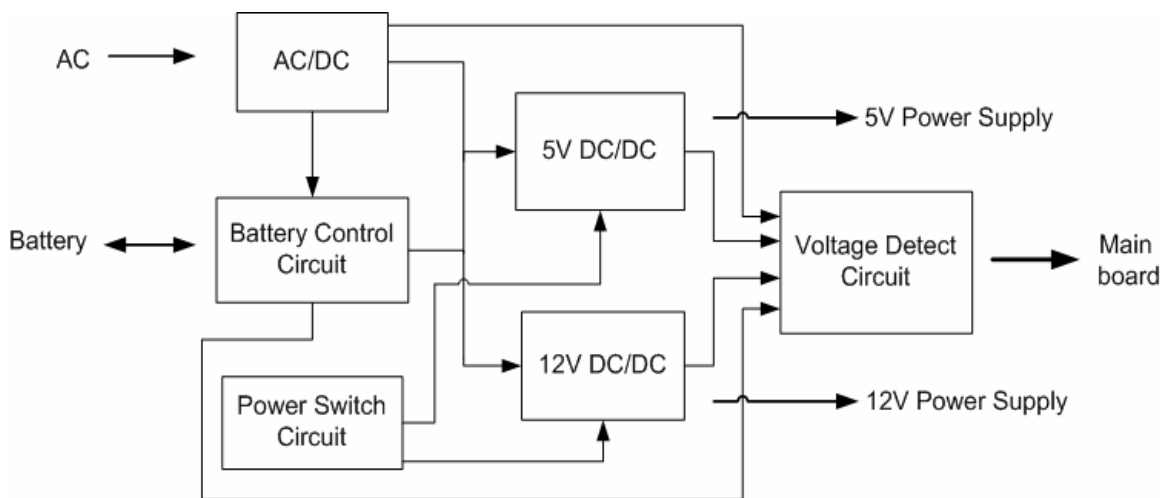 AC
AC/DC
5V Power Supply
5V DC/DC
Battery
Battery Control
Circuit
Voltage Detect
Circuit
Main
board
12V DC/DC
Power Switch
Circuit
12V Power Supply